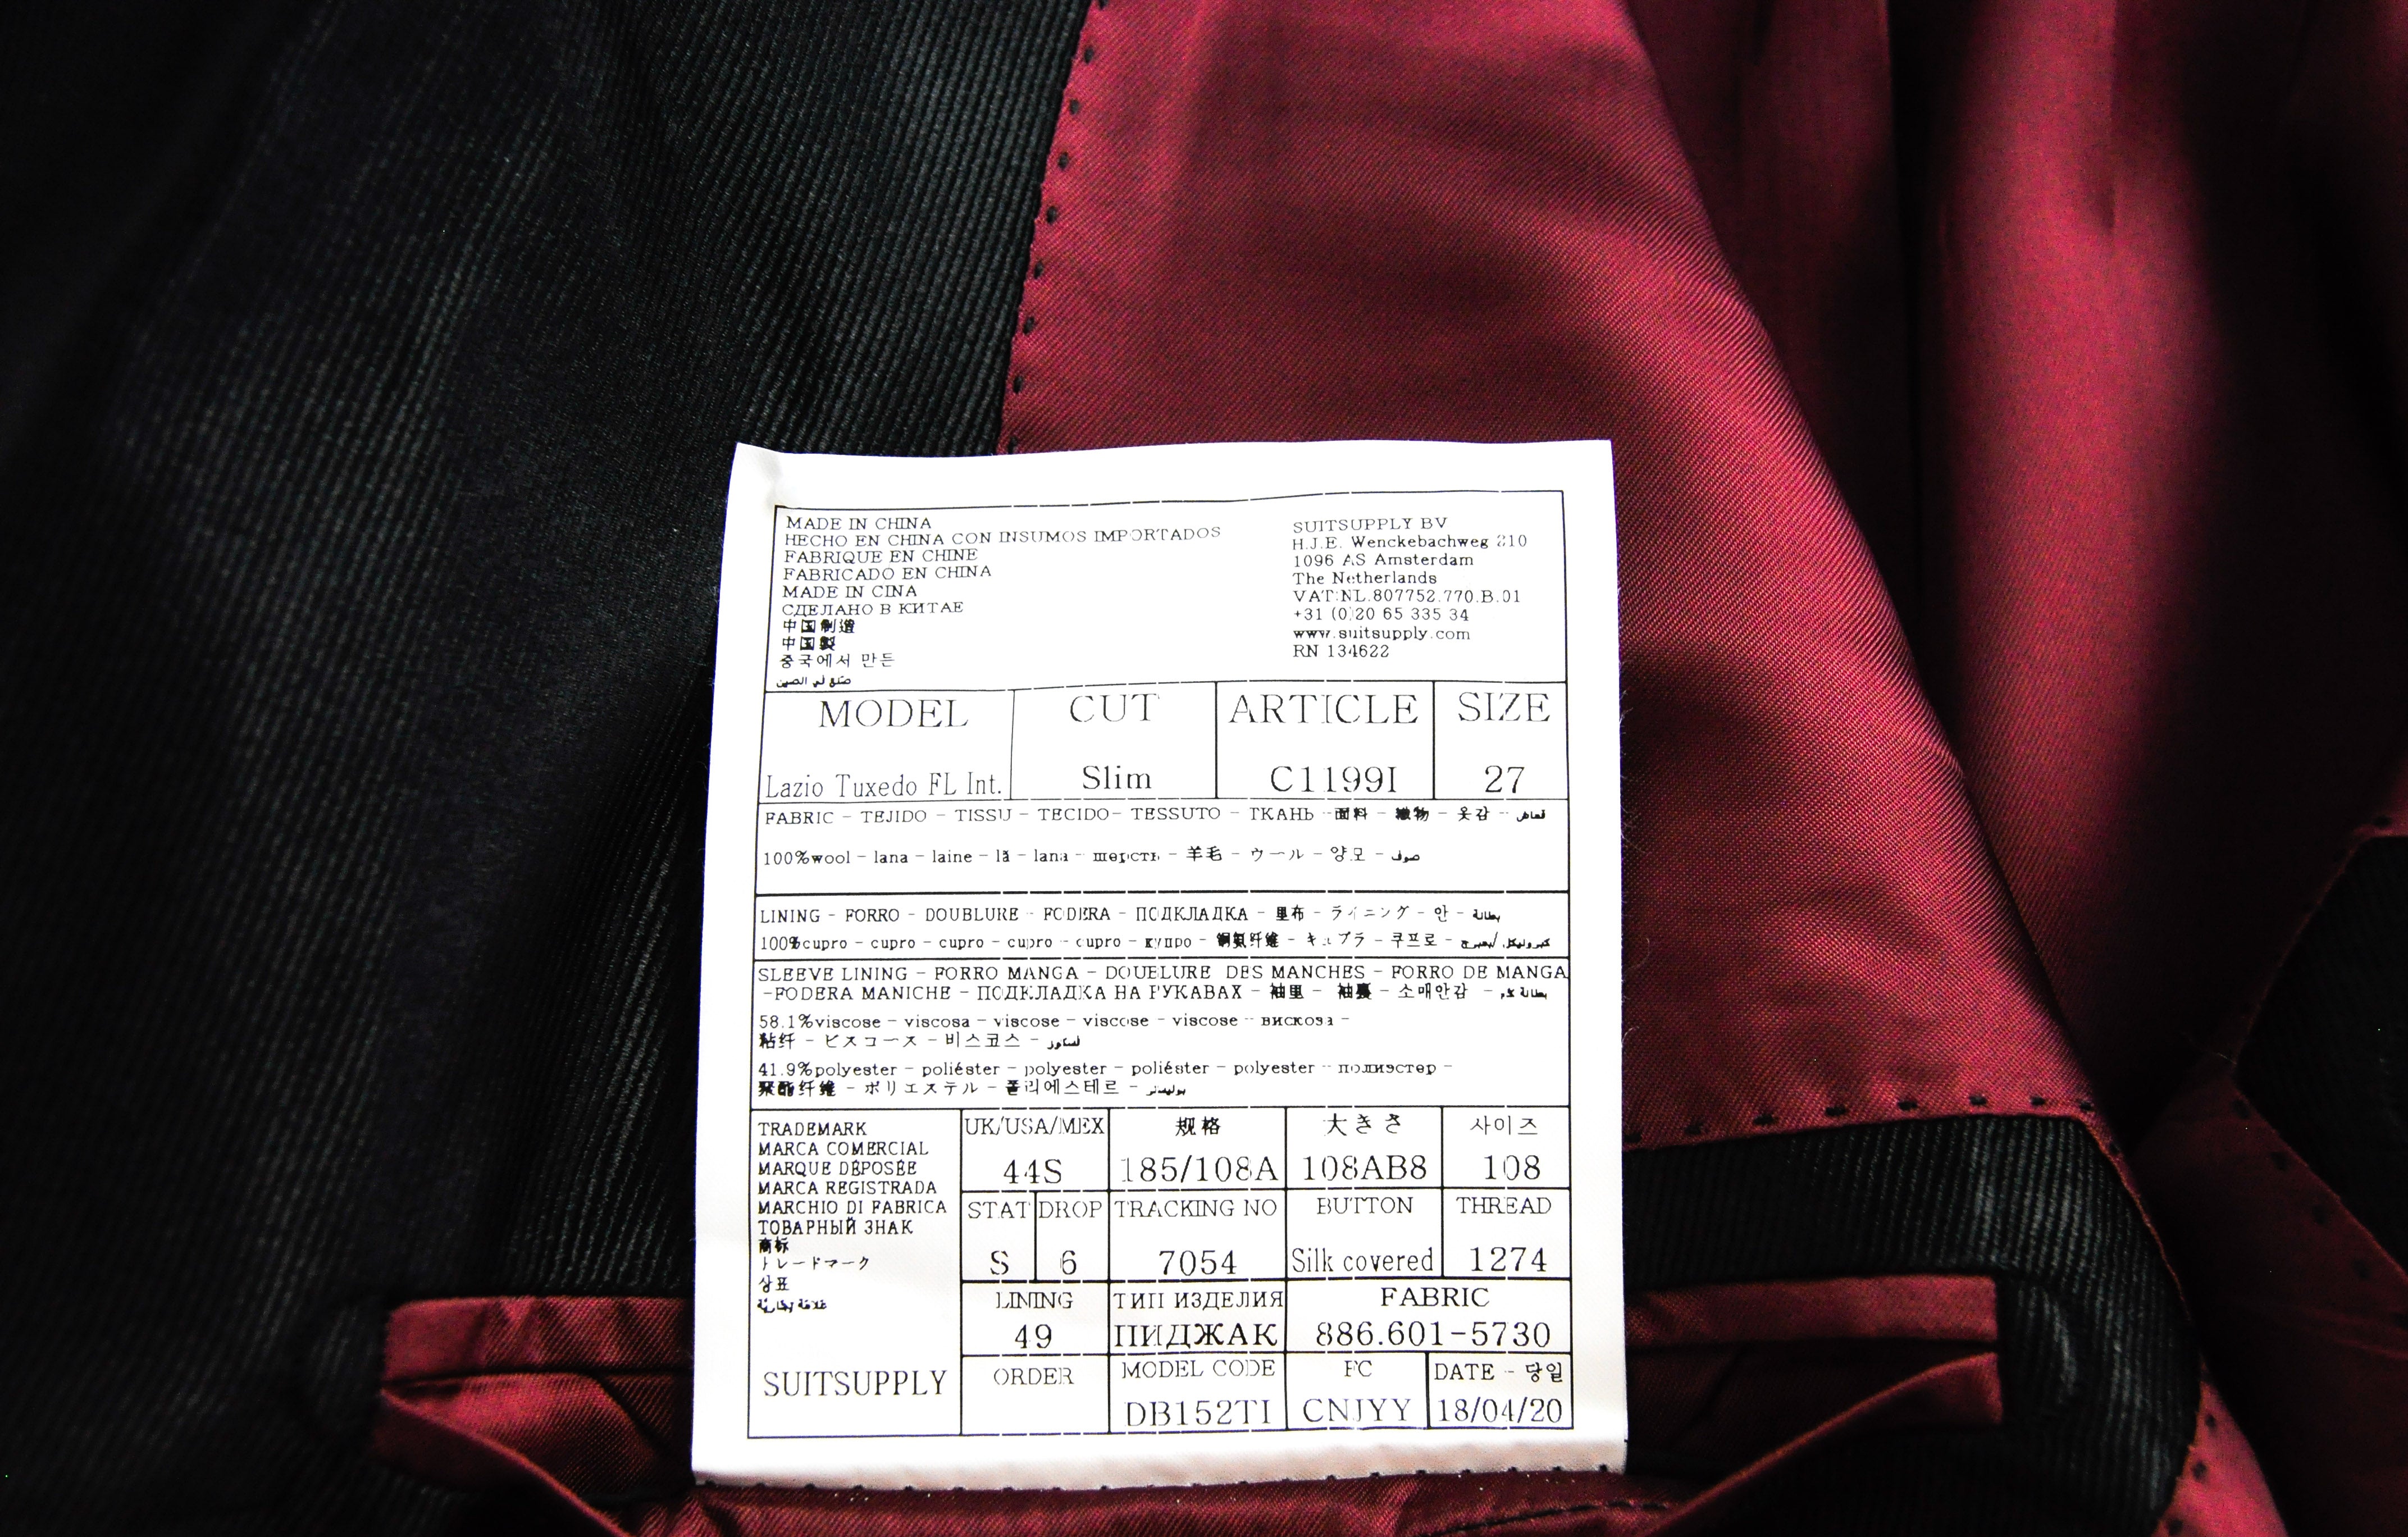 MADE IN CHINA
HECHO EN CHINA CON INSUMOS IMPORTADOS
FABRIQUE EN CHINE
FABRICADO EN CHINA
MADE IN CINA
СДЕЛАНО В КИТАЕ
中国制造
中国製
중국에서 만든
صنع في الصين
SUITSUPPLY BV
H.J.E. Wenckebachweg 210
1096 AS Amsterdam
The Netherlands
VAT:NL.807752.770.B.01
+31 (0)20 65 335 34
www.suitsupply.com
RN 134622
MODEL CUT ARTICLE SIZE
Lazio Tuxedo FL Int. Slim C1199I 27
FABRIC - TEJIDO - TISSU - TECIDO- TESSUTO - ТКАНЬ - 面料 - 織物 - 옷감 - قماش
100%wool - lana - laine - lã - lana - шерсть - 羊毛 - ウール - 양모 - صوف
LINING - FORRO - DOUBLURE - FODERA - ПОДКЛАДКА - 里布 - ライニング - 안 - بطانة
100%cupro - cupro - cupro - cupro - cupro - купро - 铜氨纤维 - キュプラ - 쿠프로 -
SLEEVE LINING - FORRO MANGA - DOUBLURE DES MANCHES - FORRO DE MANGA
-FODERA MANICHE - ПОДКЛАДКА НА РУКАВАХ - 袖里 - 袖裏 - 소매안감 - بطانة كم
58.1%viscose - viscosa - viscose - viscose - viscose - вискоза -
粘纤 - ビスコース - 비스코스 -
41.9%polyester - poliéster - polyester - poliéster - polyester - полиэстер -
聚酯纤维 - ポリエステル - 폴리에스테르 -
TRADEMARK
MARCA COMERCIAL
MARQUE DÉPOSÉE
MARCA REGISTRADA
MARCHIO DI FABRICA
ТОВАРНЫЙ ЗНАК
商标
トレードマーク
상표
علامة تجارية
SUITSUPPLY
UK/USA/MEX 规格 大きさ 사이즈
44S 185/108A 108AB8 108
STAT DROP TRACKING NO BUTTON THREAD
S 6 7054 Silk covered 1274
LINING ТИП ИЗДЕЛИЯ FABRIC
49 ПИДЖАК 886.601-5730
ORDER MODEL CODE FC DATE - 당일
DB152TI CNJYY 18/04/20